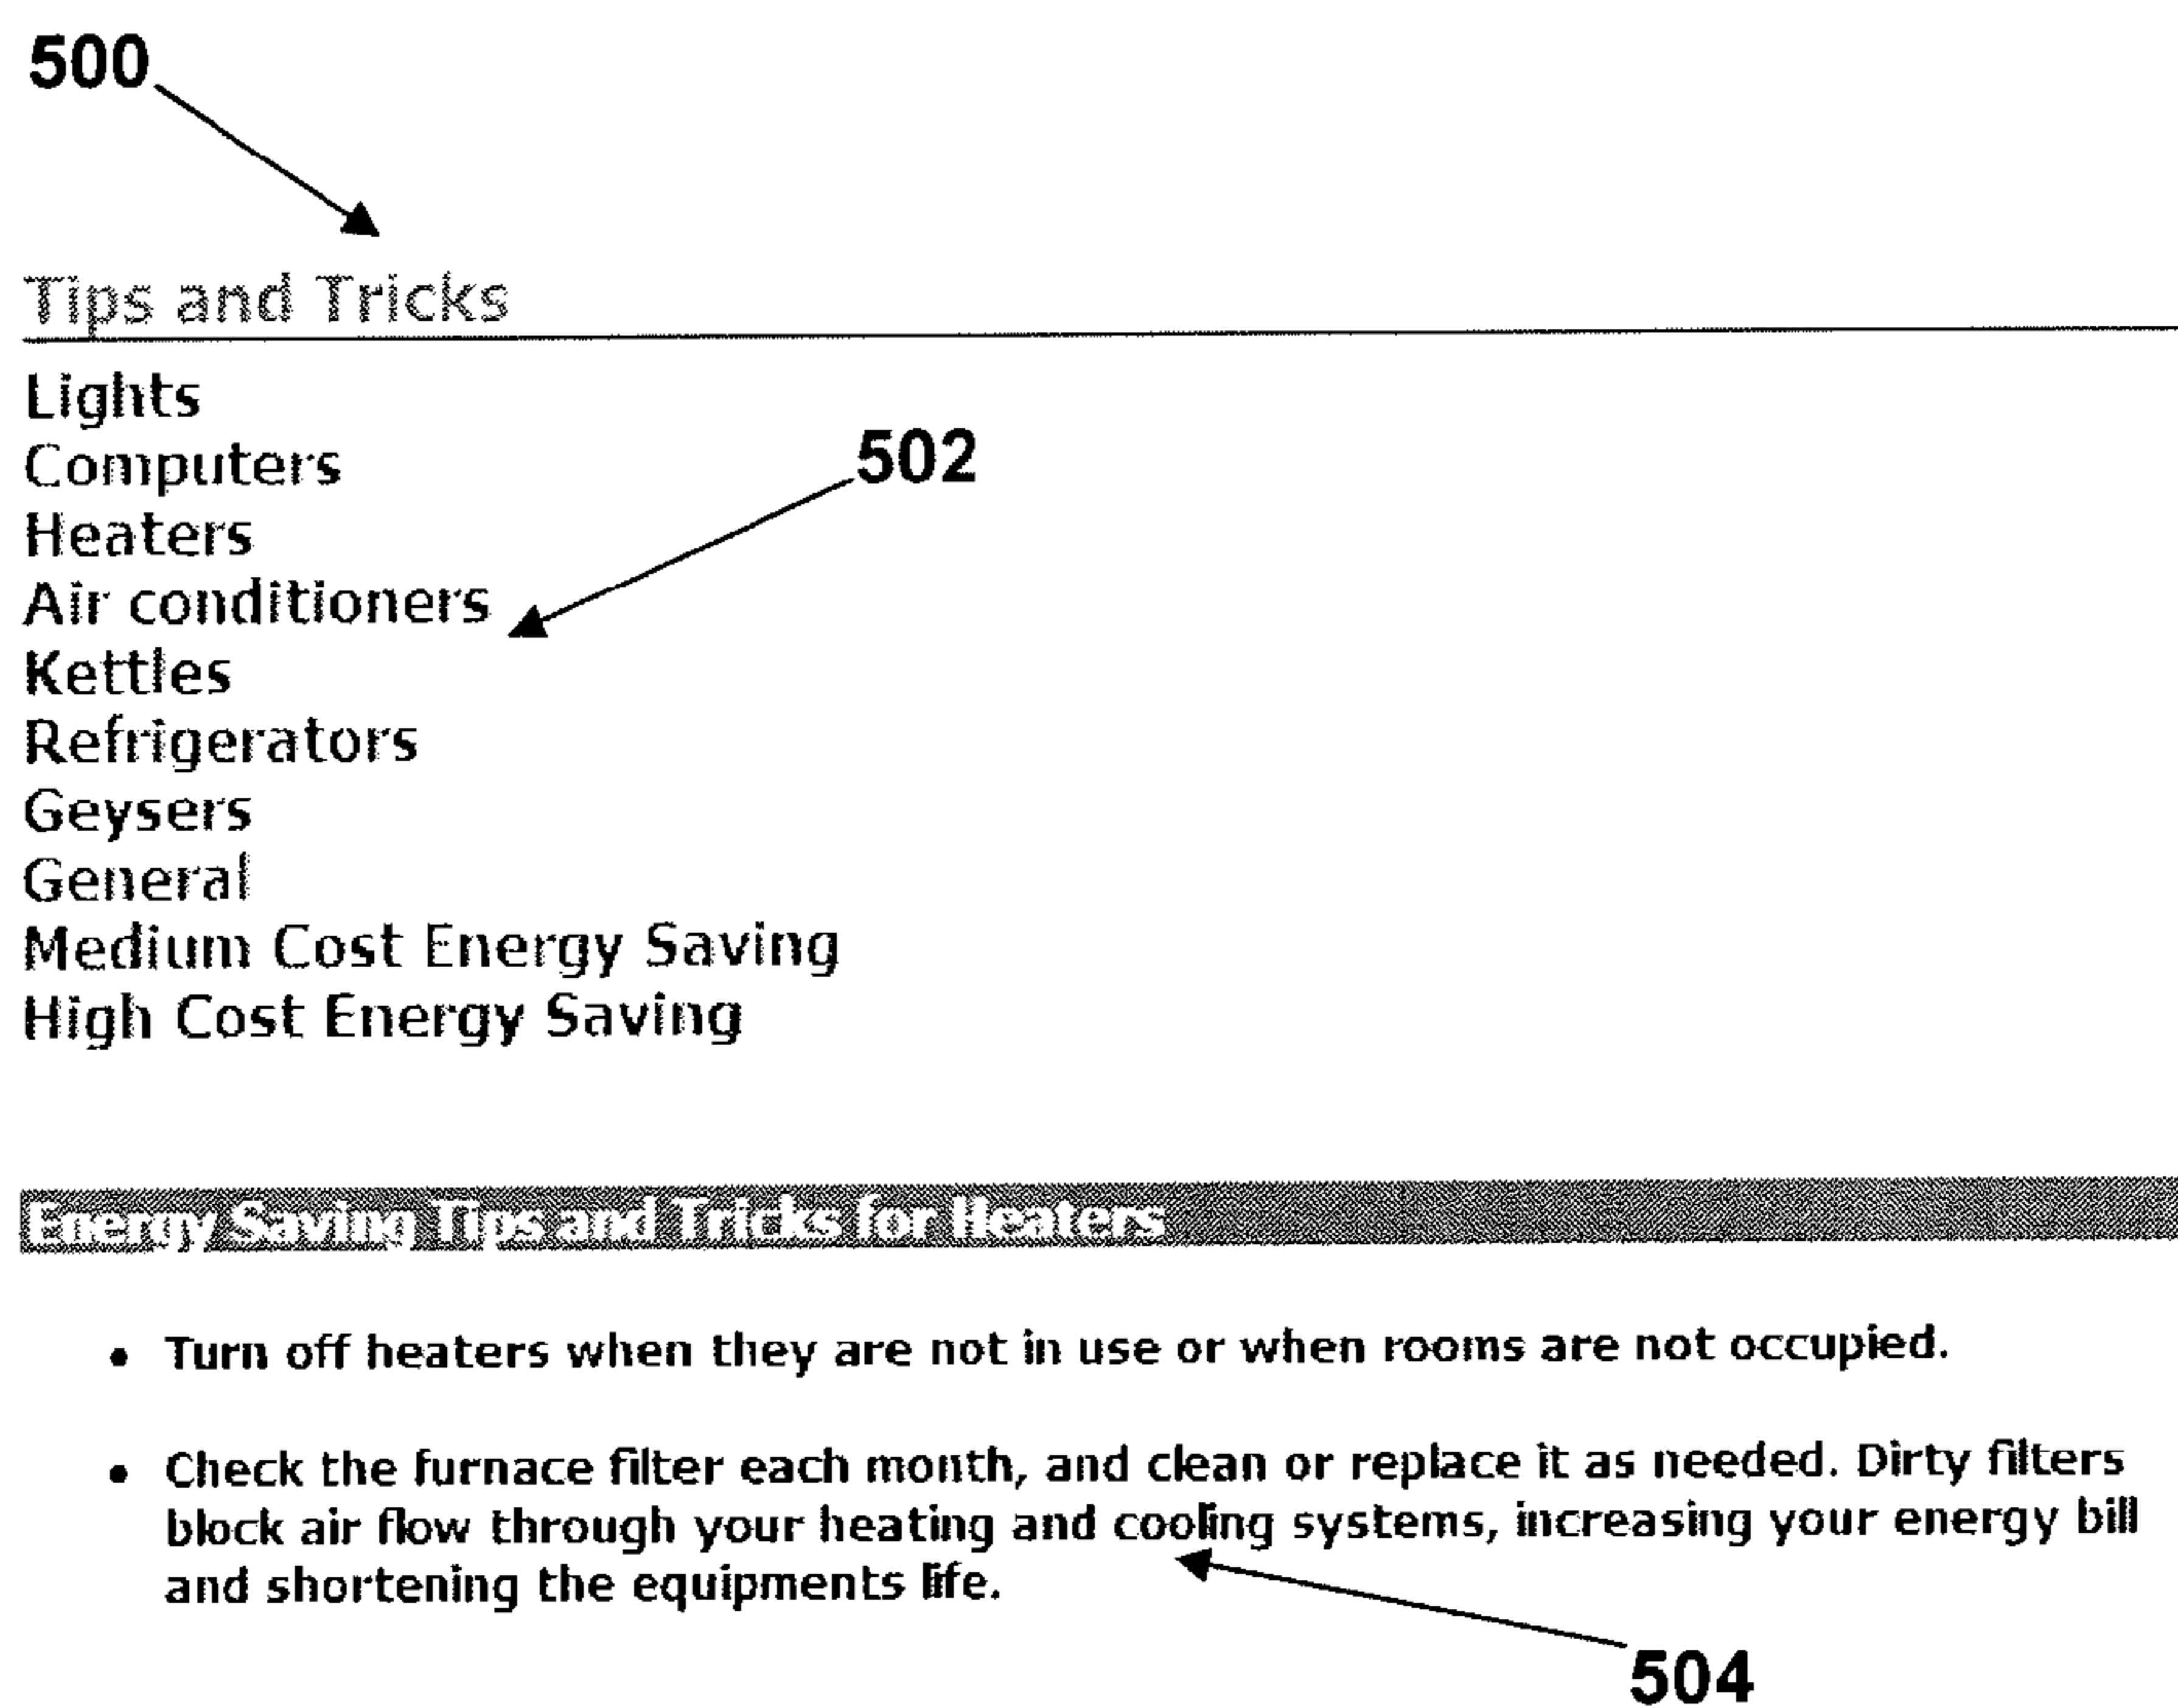 500
Tips and Tricks
Lights
Computers
502
Heaters
Air conditioners
Kettles
Refrigerators
Geysers
General
Medium Cost Energy Saving
High Cost Energy Saving
Energy Saving Tips and Tricks for Heaters
• Turn off heaters when they are not in use or when rooms are not occupied.
• Check the furnace filter each month, and clean or replace it as needed. Dirty filters
block air flow through your heating and cooling systems, increasing your energy bill
and shortening the equipments life.
504